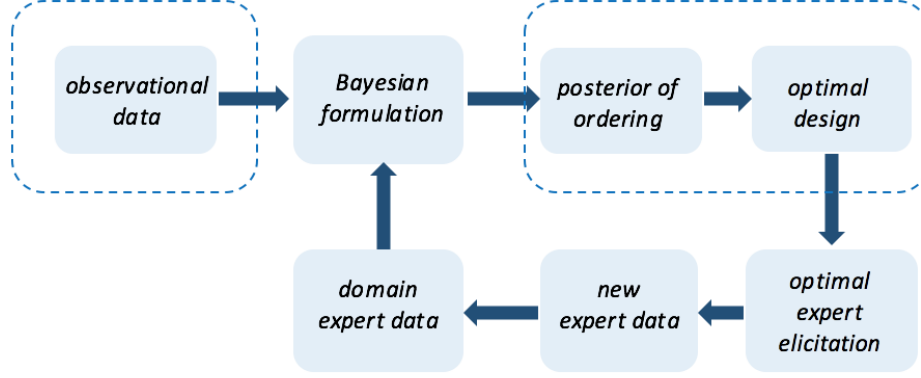 observational
data
Bayesian
formulation
posterior of
ordering
optimal
design
domain
expert data
new
expert data
optimal
expert
elicitation